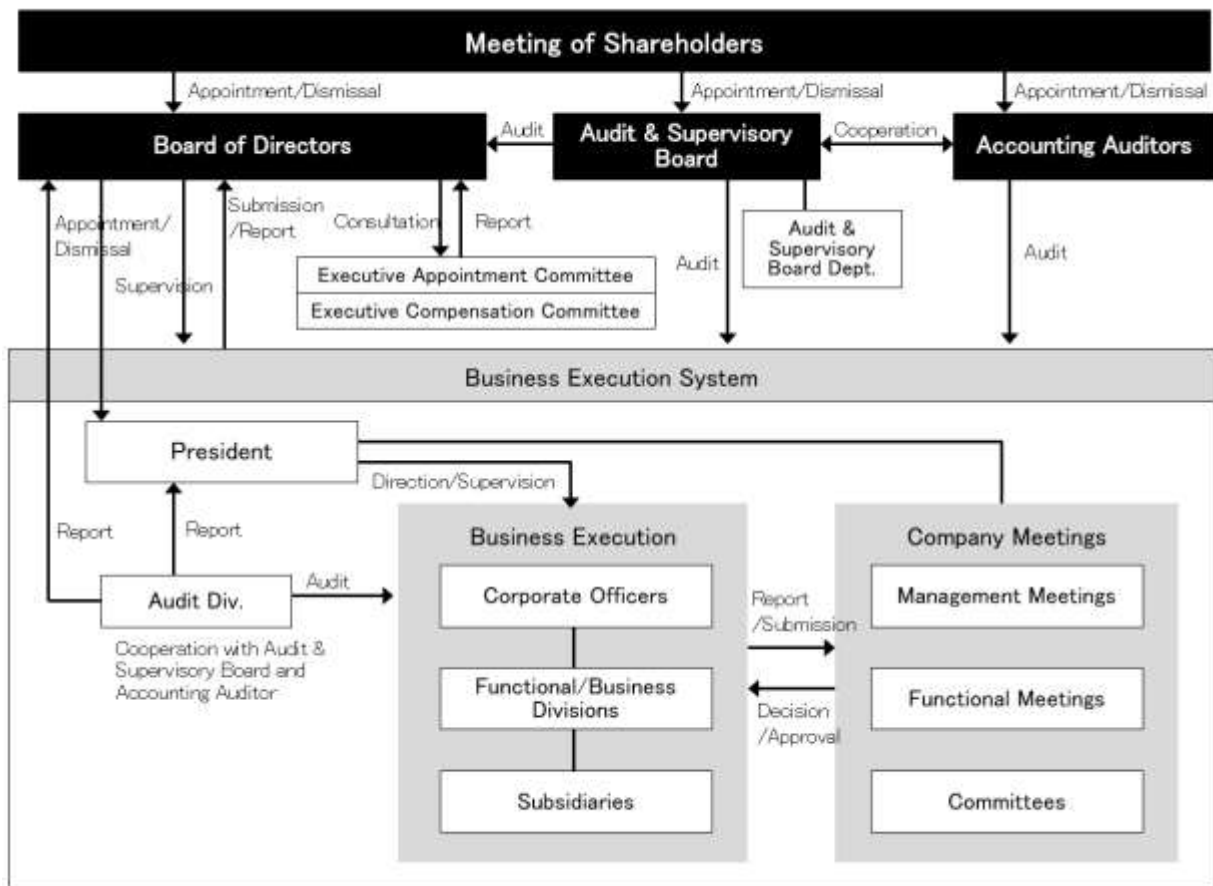 Meeting of Shareholders
Appointment/Dismissal
Appointment/Dismissal
Appointment/Dismissal
Board of Directors
Audit
Audit & Supervisory
Board
Cooperation
Accounting Auditors
Appointment/
Dismissal
Supervision
Submission
/Report
Consultation
Report
Executive Appointment Committee
Executive Compensation Committee
Audit
Audit &
Supervisory
Board Dept.
Audit
Business Execution System
President
Direction/Supervision
Report
Report
Audit Div.
Audit
Cooperation with Audit &
Supervisory Board and
Accounting Auditor
Business Execution
Corporate Officers
Functional/Business
Divisions
Subsidiaries
Report
/Submission
Decision
/Approval
Company Meetings
Management Meetings
Functional Meetings
Committees